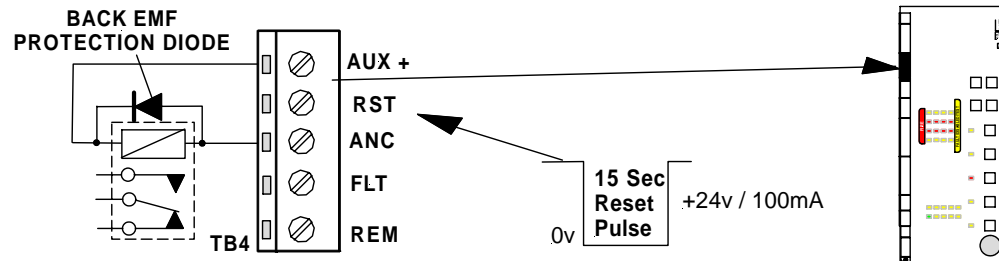 BACK EMF
PROTECTION DIODE
AUX +
RST
ANC
FLT
REM
TB4
15 Sec
Reset
Pulse
0v
+24v / 100mA